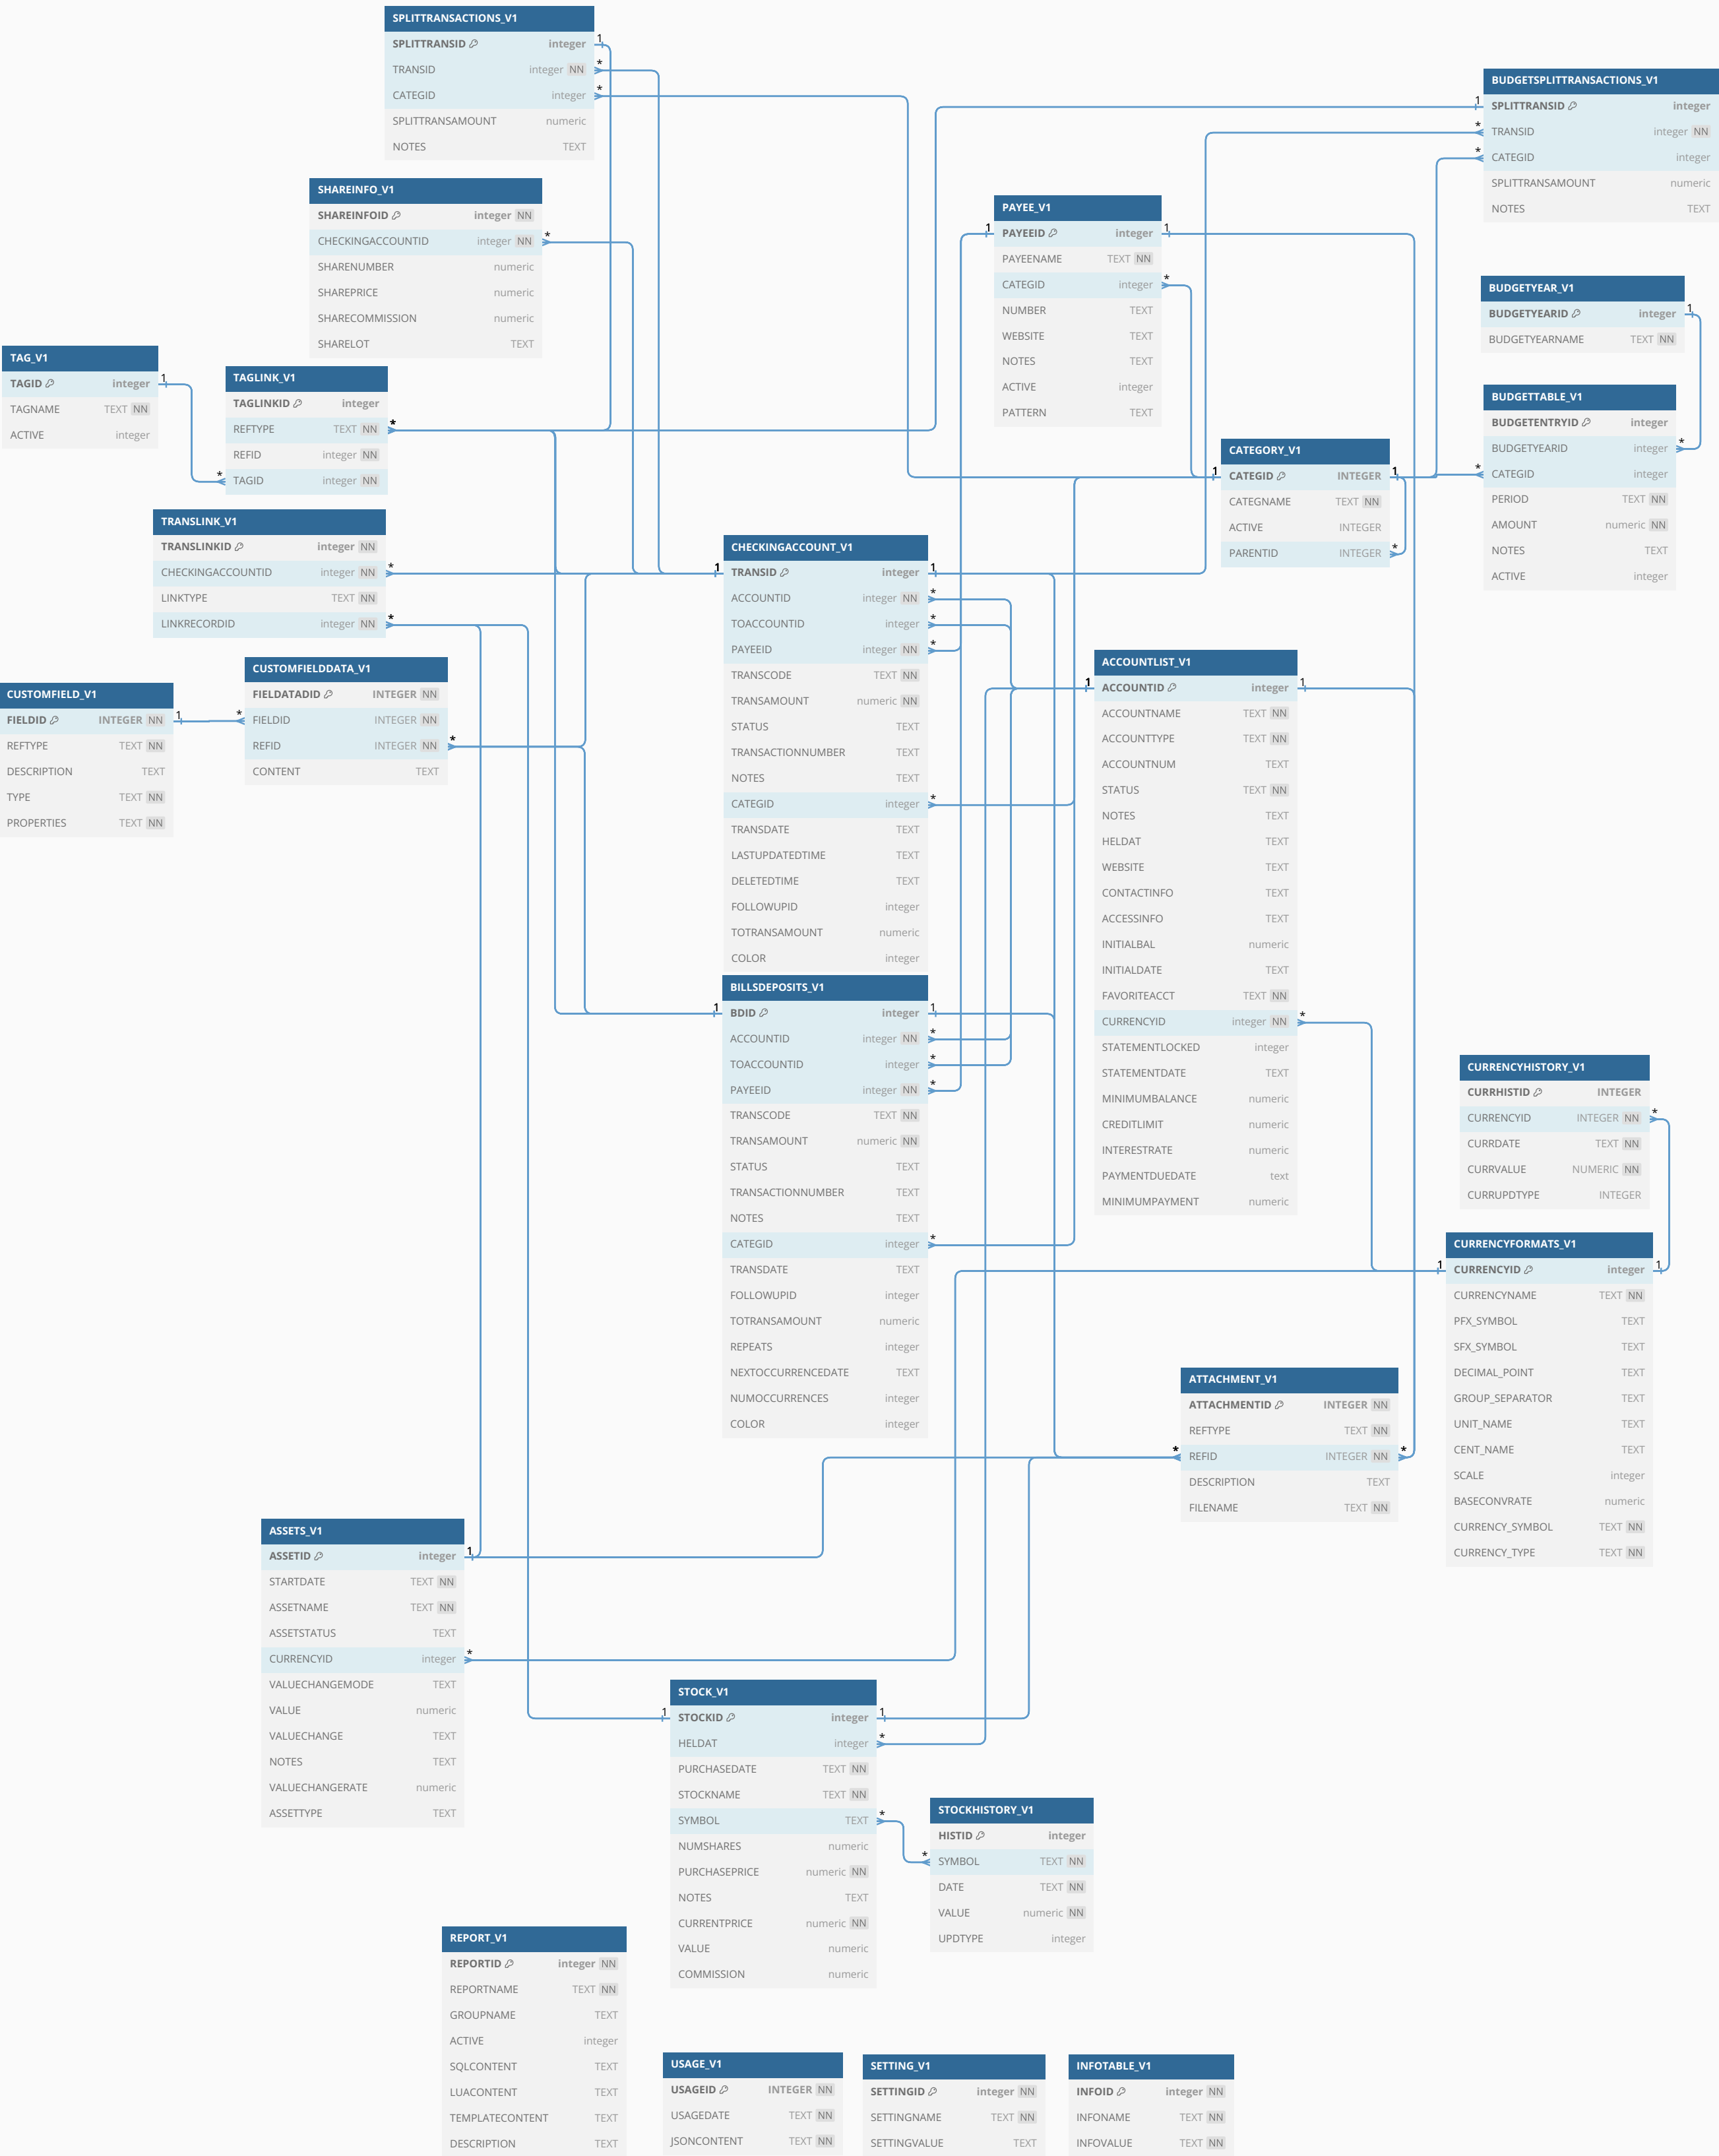 SPLITTRANSACTIONS_V1
SPLITTRANSID integer
TRANSID integer NN
CATEGID integer
SPLITTRANSAMOUNT numeric
NOTES TEXT
BUDGETSPLITTRANSACTIONS_V1
SPLITTRANSID integer
TRANSID integer NN
CATEGID integer
SPLITTRANSAMOUNT numeric
NOTES TEXT
SHAREINFO_V1
SHAREINFOID integer NN
CHECKINGACCOUNTID integer NN
SHARENUMBER numeric
SHAREPRICE numeric
SHARECOMMISSION numeric
SHARELOT TEXT
PAYEE_V1
PAYEEID integer
PAYEENAME TEXT NN
CATEGID integer
NUMBER TEXT
WEBSITE TEXT
NOTES TEXT
ACTIVE integer
PATTERN TEXT
BUDGETYEAR_V1
BUDGETYEARID integer
BUDGETYEARNAME TEXT NN
TAG_V1
TAGID integer
TAGNAME TEXT NN
ACTIVE integer
TAGLINK_V1
TAGLINKID integer
REFTYPE TEXT NN
REFID integer NN
TAGID integer NN
BUDGETTABLE_V1
BUDGETENTRYID integer
BUDGETYEARID integer
CATEGID integer
PERIOD TEXT NN
AMOUNT numeric NN
NOTES TEXT
ACTIVE integer
CATEGORY_V1
CATEGID INTEGER
CATEGNAME TEXT NN
ACTIVE INTEGER
PARENTID INTEGER
TRANSLINK_V1
TRANSLINKID integer NN
CHECKINGACCOUNTID integer NN
LINKTYPE TEXT NN
LINKRECORDID integer NN
CHECKINGACCOUNT_V1
TRANSID integer
ACCOUNTID integer NN
TOACCOUNTID integer
PAYEEID integer NN
TRANSCODE TEXT NN
TRANSAMOUNT numeric NN
STATUS TEXT
TRANSACTIONNUMBER TEXT
NOTES TEXT
CATEGID integer
TRANSDATE TEXT
LASTUPDATEDTIME TEXT
DELETEDTIME TEXT
FOLLOWUPID integer
TOTRANSAMOUNT numeric
COLOR integer
CUSTOMFIELD_V1
FIELDID INTEGER NN
REFTYPE TEXT NN
DESCRIPTION TEXT
TYPE TEXT NN
PROPERTIES TEXT NN
CUSTOMFIELDDATA_V1
FIELDATADID INTEGER NN
FIELDID INTEGER NN
REFID INTEGER NN
CONTENT TEXT
ACCOUNTLIST_V1
ACCOUNTID integer
ACCOUNTNAME TEXT NN
ACCOUNTTYPE TEXT NN
ACCOUNTNUM TEXT
STATUS TEXT NN
NOTES TEXT
HELDAT TEXT
WEBSITE TEXT
CONTACTINFO TEXT
ACCESSINFO TEXT
INITIALBAL numeric
INITIALDATE TEXT
FAVORITEACCT TEXT NN
CURRENCYID integer NN
STATEMENTLOCKED integer
STATEMENTDATE TEXT
MINIMUMBALANCE numeric
CREDITLIMIT numeric
INTERESTRATE numeric
PAYMENTDUEDATE text
MINIMUMPAYMENT numeric
BILLSDEPOSITS_V1
BDID integer
ACCOUNTID integer NN
TOACCOUNTID integer
PAYEEID integer NN
TRANSCODE TEXT NN
TRANSAMOUNT numeric NN
STATUS TEXT
TRANSACTIONNUMBER TEXT
NOTES TEXT
CATEGID integer
TRANSDATE TEXT
FOLLOWUPID integer
TOTRANSAMOUNT numeric
REPEATS integer
NEXTOCCURRENCEDATE TEXT
NUMOCCURRENCES integer
COLOR integer
CURRENCYHISTORY_V1
CURRHISTID INTEGER
CURRENCYID INTEGER NN
CURRDATE TEXT NN
CURRVALUE NUMERIC NN
CURRUPDTYPE INTEGER
CURRENCYFORMATS_V1
CURRENCYID integer
CURRENCYNAME TEXT NN
PFX_SYMBOL TEXT
SFX_SYMBOL TEXT
DECIMAL_POINT TEXT
GROUP_SEPARATOR TEXT
UNIT_NAME TEXT
CENT_NAME TEXT
SCALE integer
BASECONVRATE numeric
CURRENCY_SYMBOL TEXT NN
CURRENCY_TYPE TEXT NN
ATTACHMENT_V1
ATTACHMENTID INTEGER NN
REFTYPE TEXT NN
REFID INTEGER NN
DESCRIPTION TEXT
FILENAME TEXT NN
ASSETS_V1
ASSETID integer
STARTDATE TEXT NN
ASSETNAME TEXT NN
ASSETSTATUS TEXT
CURRENCYID integer
VALUECHANGEMODE TEXT
VALUE numeric
VALUECHANGE TEXT
NOTES TEXT
VALUECHANGERATE numeric
ASSETTYPE TEXT
STOCK_V1
STOCKID integer
HELDAT integer
PURCHASEDATE TEXT NN
STOCKNAME TEXT NN
SYMBOL TEXT
NUMSHARES numeric
PURCHASEPRICE numeric NN
NOTES TEXT
CURRENTPRICE numeric NN
VALUE numeric
COMMISSION numeric
STOCKHISTORY_V1
HISTID integer
SYMBOL TEXT NN
DATE TEXT NN
VALUE numeric NN
UPDTYPE integer
REPORT_V1
REPORTID integer NN
REPORTNAME TEXT NN
GROUPNAME TEXT
ACTIVE integer
SQLCONTENT TEXT
LUACONTENT TEXT
TEMPLATECONTENT TEXT
DESCRIPTION TEXT
USAGE_V1
USAGEID INTEGER NN
USAGEDATE TEXT NN
JSONCONTENT TEXT NN
SETTING_V1
SETTINGID integer NN
SETTINGNAME TEXT NN
SETTINGVALUE TEXT
INFOTABLE_V1
INFOID integer NN
INFONAME TEXT NN
INFOVALUE TEXT NN